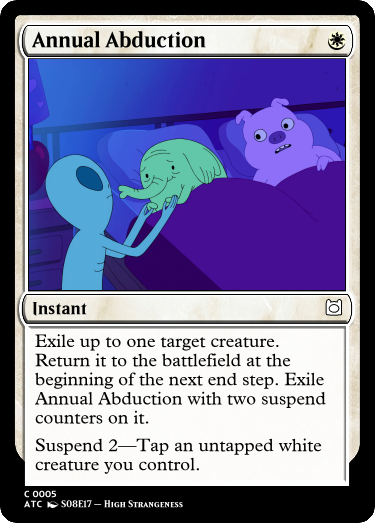 Annual Abduction
Instant
Exile up to one target creature.
Return it to the battlefield at the
beginning of the next end step. Exile
Annual Abduction with two suspend
counters on it.
Suspend 2—Tap an untapped white
creature you control.
C 0005
ATC S08E17 — High Strangeness